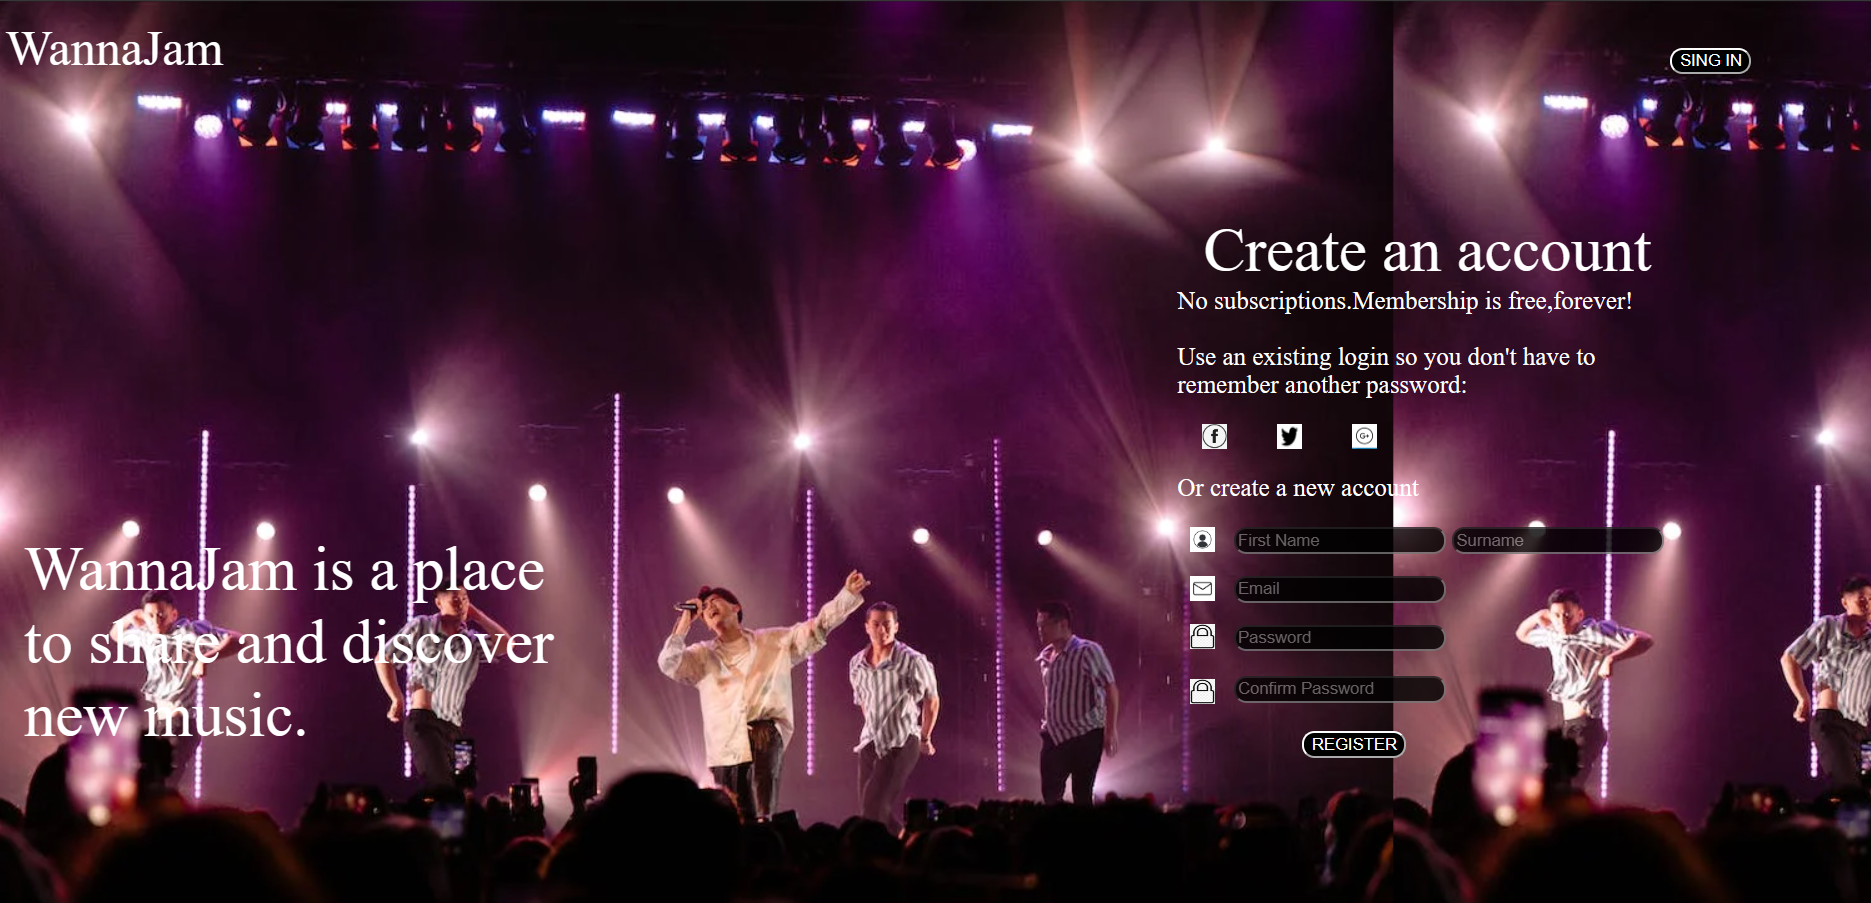 WannaJam
SING IN
Create an account
No subscriptions.Membership is free,forever!
Use an existing login so you don't have to
remember another password:
Or create a new account
First Name
Surname
Email
Password
Confirm Password
REGISTER
WannaJam is a place
to share and discover
new music.